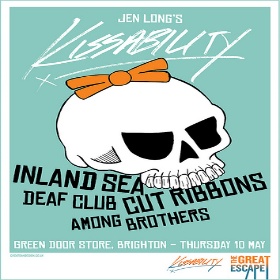 JEN LONG'S
KISSABILITY
INLAND SEA
DEAF CLUB CUT RIBBONS
AMONG BROTHERS
GREEN DOOR STORE, BRIGHTON – THURSDAY 10 MAY
KISSABILITY
THE GREAT
ESCAPE